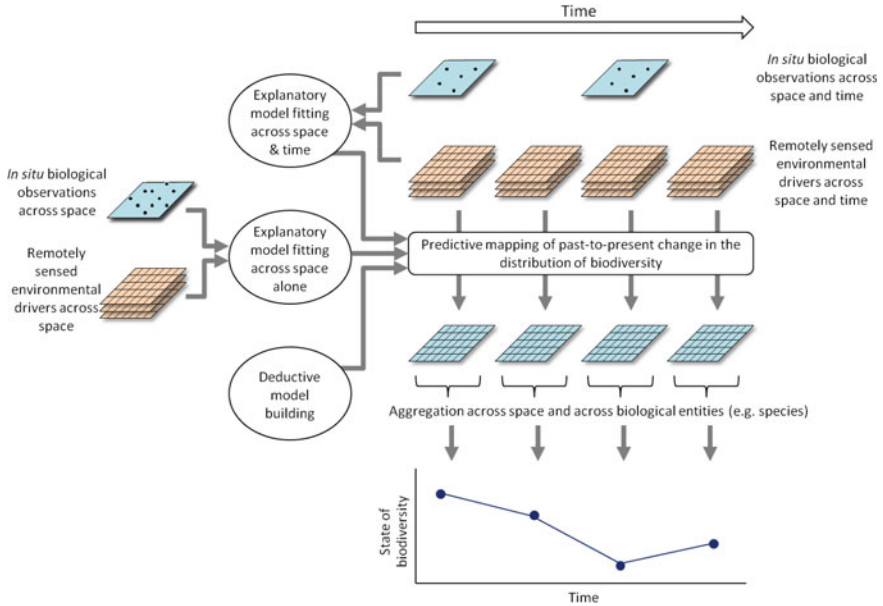 Time
In situ biological
observations across
space and time
Explanatory
model fitting
across space
& time
Remotely sensed
environmental
drivers across
space and time
In situ biological
observations
across space
Explanatory
model fitting
across space
alone
Predictive mapping of past-to-present change in the
distribution of biodiversity
Remotely
sensed
environmental
drivers across
space
Deductive
model
building
Aggregation across space and across biological entities (e.g. species)
State of
biodiversity
Time